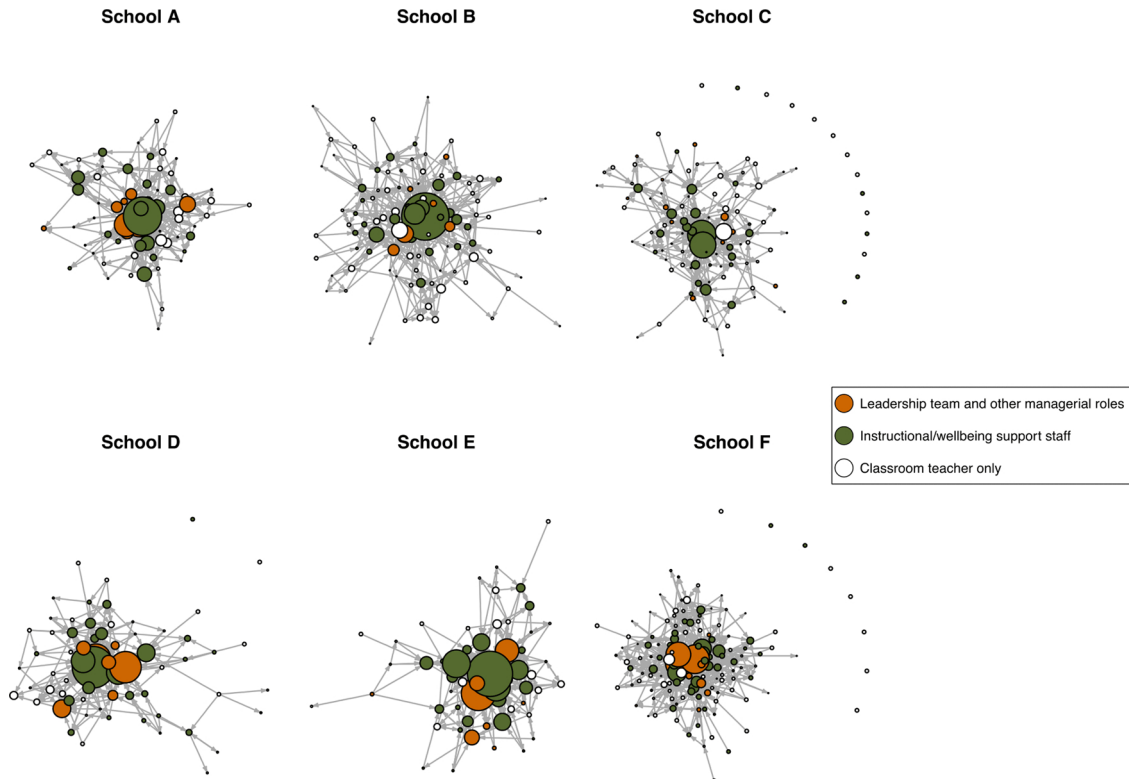 School A
School B
School C
Leadership team and other managerial roles
Instructional/wellbeing support staff
Classroom teacher only
School D
School E
School F